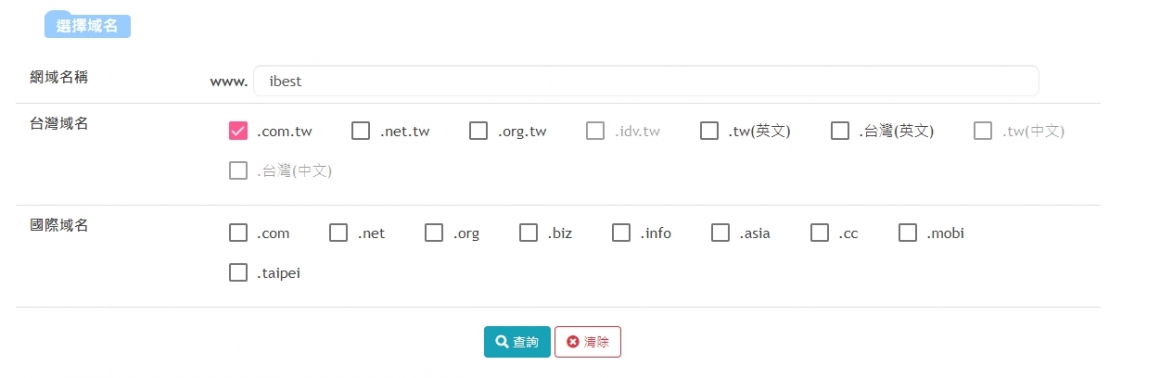 選擇域名
網域名稱 www. ibest
台灣域名 .com.tw .net.tw .org.tw .idv.tw .tw(英文) .台灣(英文) .tw(中文)
.台灣(中文)
國際域名 .com .net .org .biz .info .asia .cc .mobi
.taipei
查詢 清除